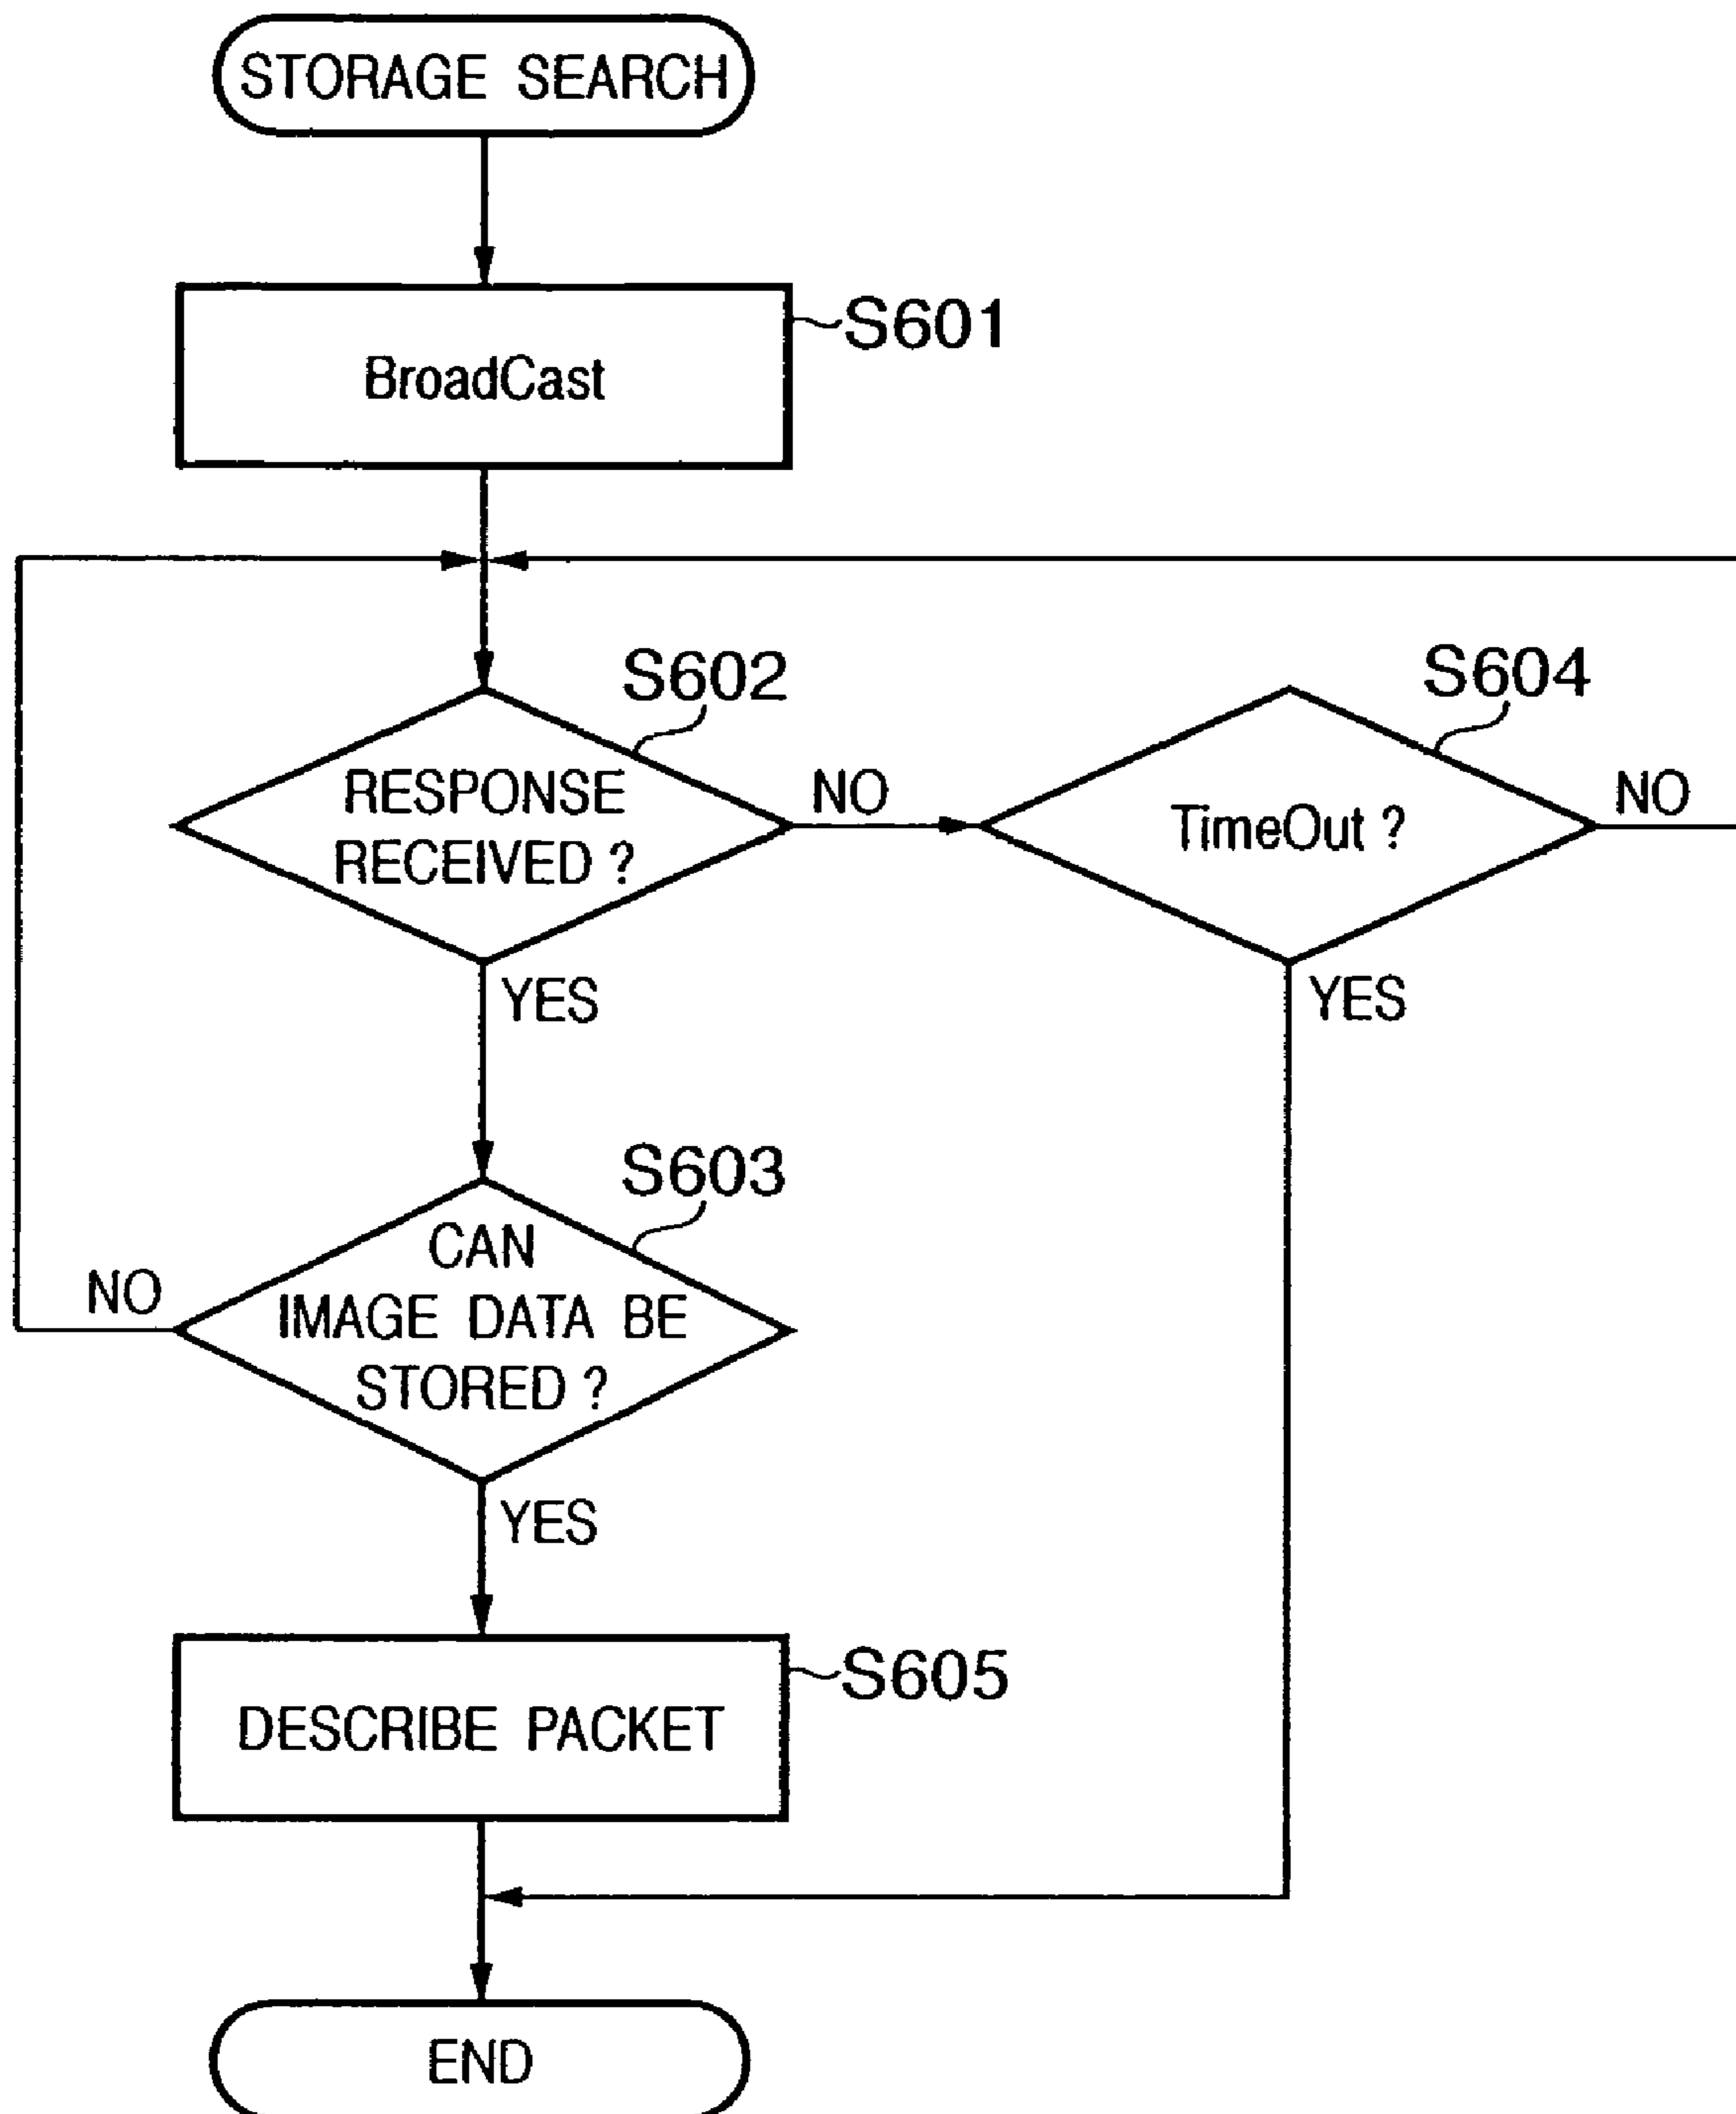 STORAGE SEARCH
BroadCast
S601
S602
RESPONSE
RECEIVED ?
NO
YES
S604
TimeOut ?
NO
YES
S603
CAN
IMAGE DATA BE
STORED ?
NO
YES
DESCRIBE PACKET
S605
END